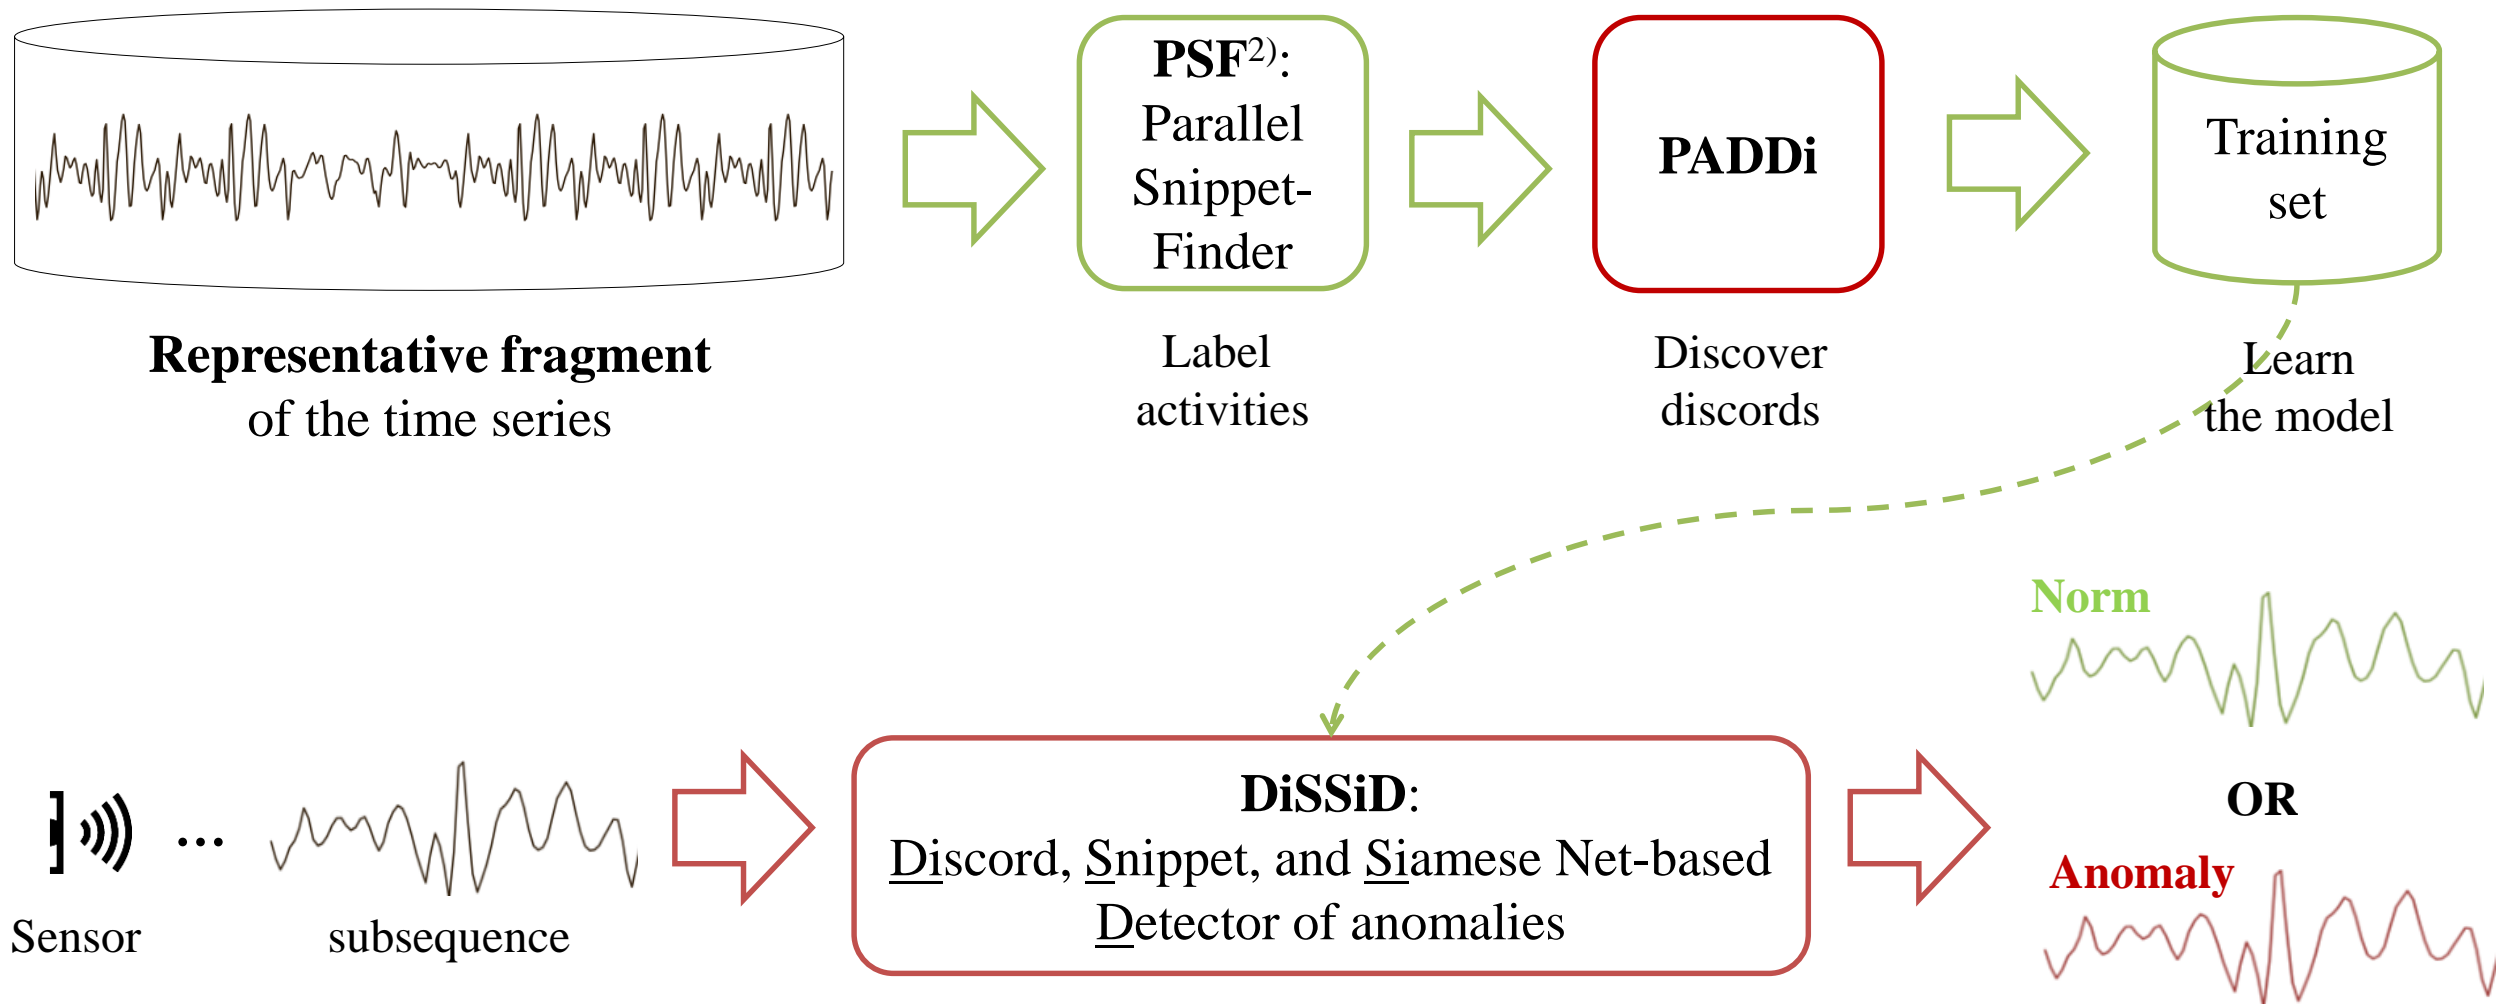 PSF2):
Parallel
Snippet-
Finder
PADDi
Training
set
Representative fragment
of the time series
Label
activities
Discover
discords
Learn
the model
Norm
OR
Anomaly
DiSSiD:
Discord, Snippet, and Siamese Net-based
Detector of anomalies
...
Sensor
subsequence